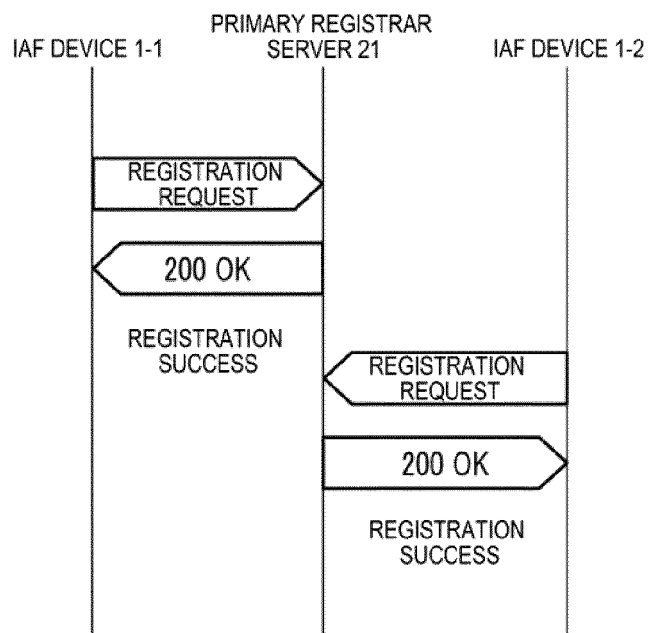 PRIMARY REGISTRAR
IAF DEVICE 1-1
SERVER 21
IAF DEVICE 1-2
REGISTRATION
REQUEST
200 OK
REGISTRATION
SUCCESS
REGISTRATION
REQUEST
200 OK
REGISTRATION
SUCCESS